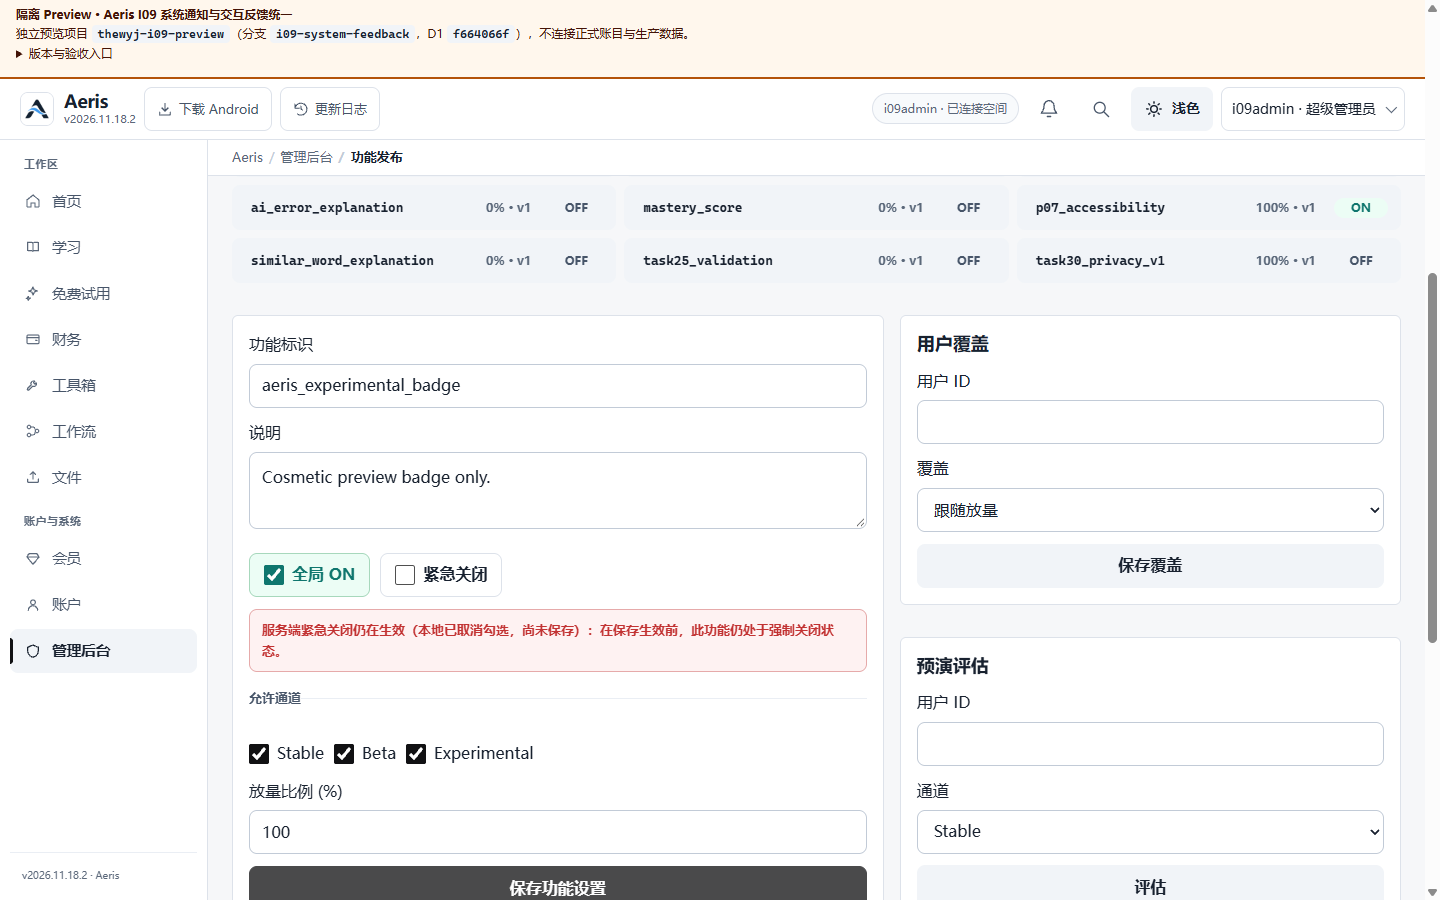 隔离 Preview • Aeris I09 系统通知与交互反馈统一
独立预览项目 thewyj-i09-preview （分支 i09-system-feedback ，D1 f664066f ），不连接正式账目与生产数据。
▶ 版本与验收入口
Aeris
v2026.11.18.2
下载 Android
更新日志
i09admin · 已连接空间
浅色
i09admin · 超级管理员
工作区
首页
学习
免费试用
财务
工具箱
工作流
文件
账户与系统
会员
账户
管理后台
v2026.11.18.2 · Aeris
Aeris / 管理后台 / 功能发布
ai_error_explanation 0% • v1 OFF
mastery_score 0% • v1 OFF
p07_accessibility 100% • v1 ON
similar_word_explanation 0% • v1 OFF
task25_validation 0% • v1 OFF
task30_privacy_v1 100% • v1 OFF
功能标识
aeris_experimental_badge
说明
Cosmetic preview badge only.
全局 ON
紧急关闭
服务端紧急关闭仍在生效（本地已取消勾选，尚未保存）：在保存生效前，此功能仍处于强制关闭状
态。
允许通道
Stable Beta Experimental
放量比例 (%)
100
保存功能设置
用户覆盖
用户 ID
覆盖
跟随放量
保存覆盖
预演评估
用户 ID
通道
Stable
评估